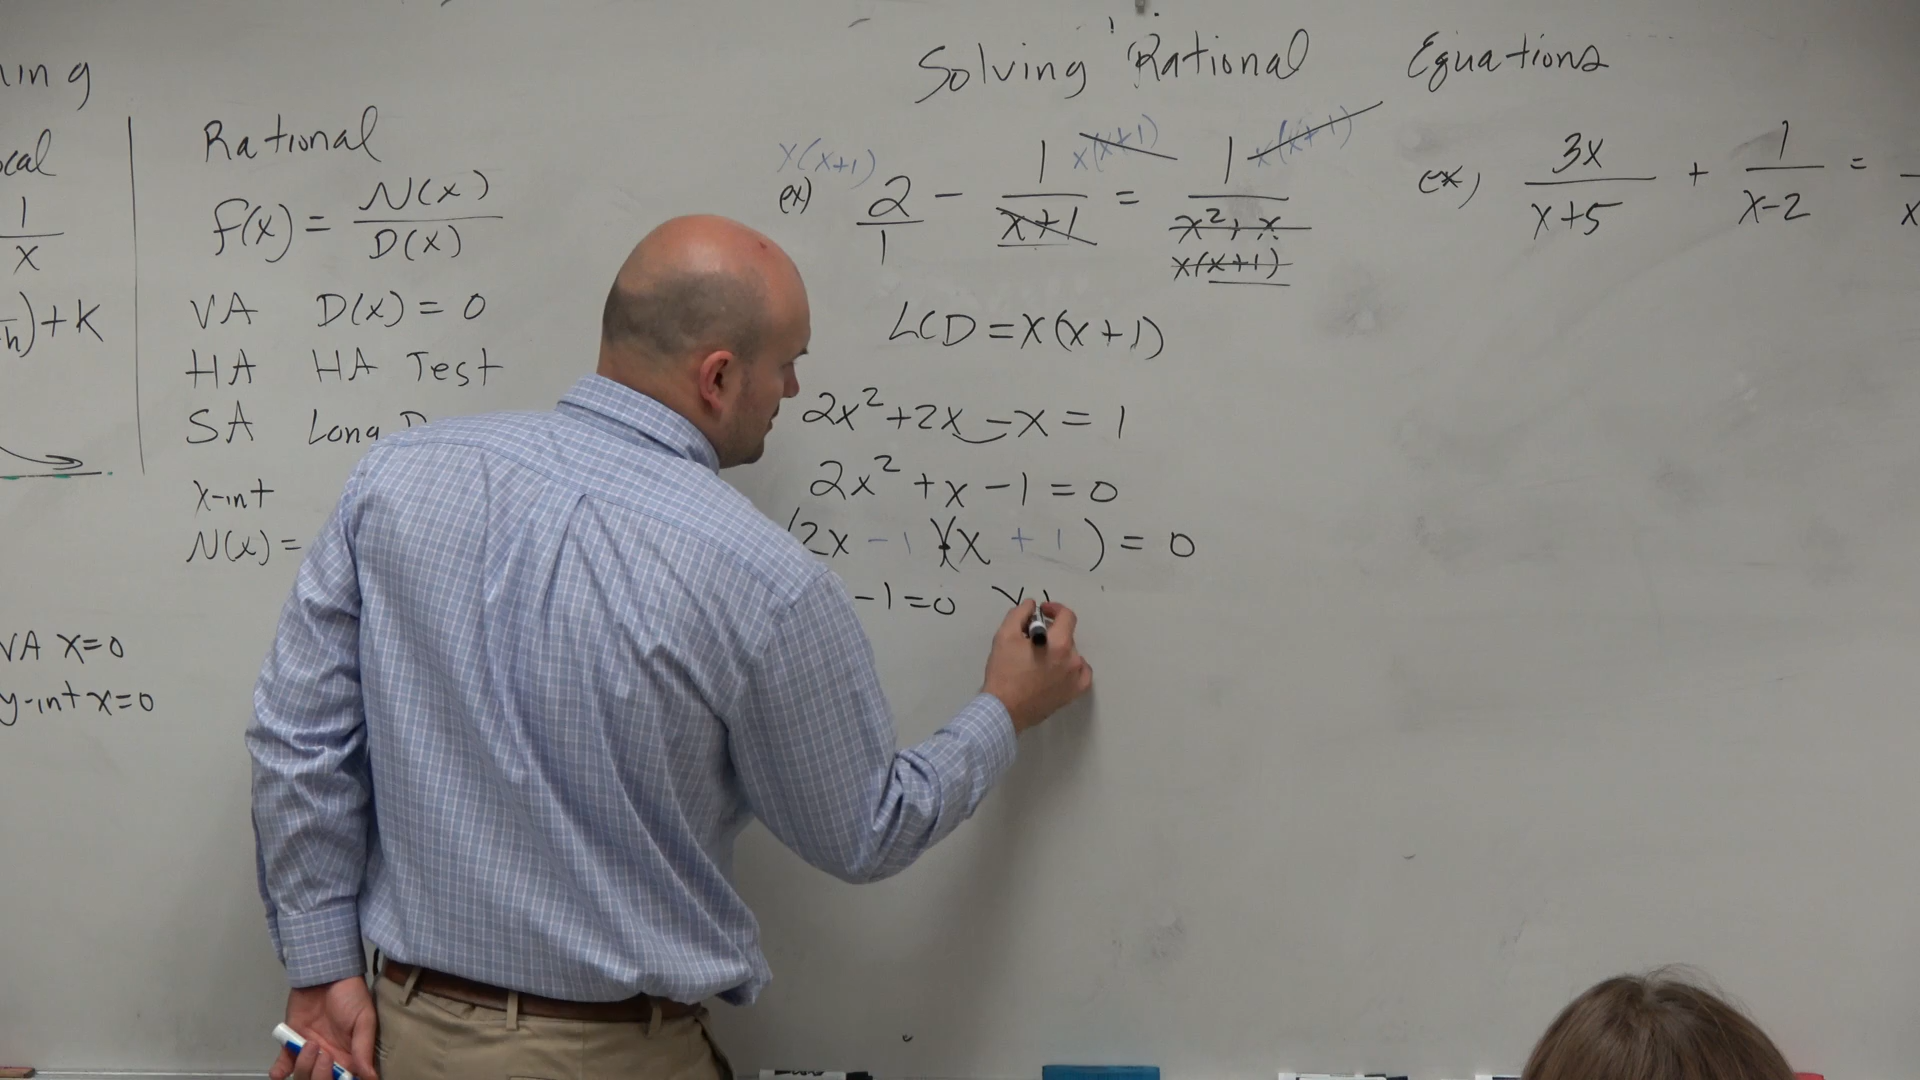 Solving Rational Equations
ing
cal
1
x
h)+K
VA x=0
y-int x=0
Rational
f(x) = N(x)
D(x)
VA D(x) = 0
HA HA Test
SA Long D
x-int
N(x) =
x(x+1) x(x+1) x(x+1)
ex) 2 - 1 = 1
1 x+1 x²+x
x(x+1)
LCD = x(x+1)
2x²+2x-x = 1
2x²+x-1=0
(2x-1)(x+1) = 0
-1=0 x
ex) 3x + 1 =
x+5 x-2 x